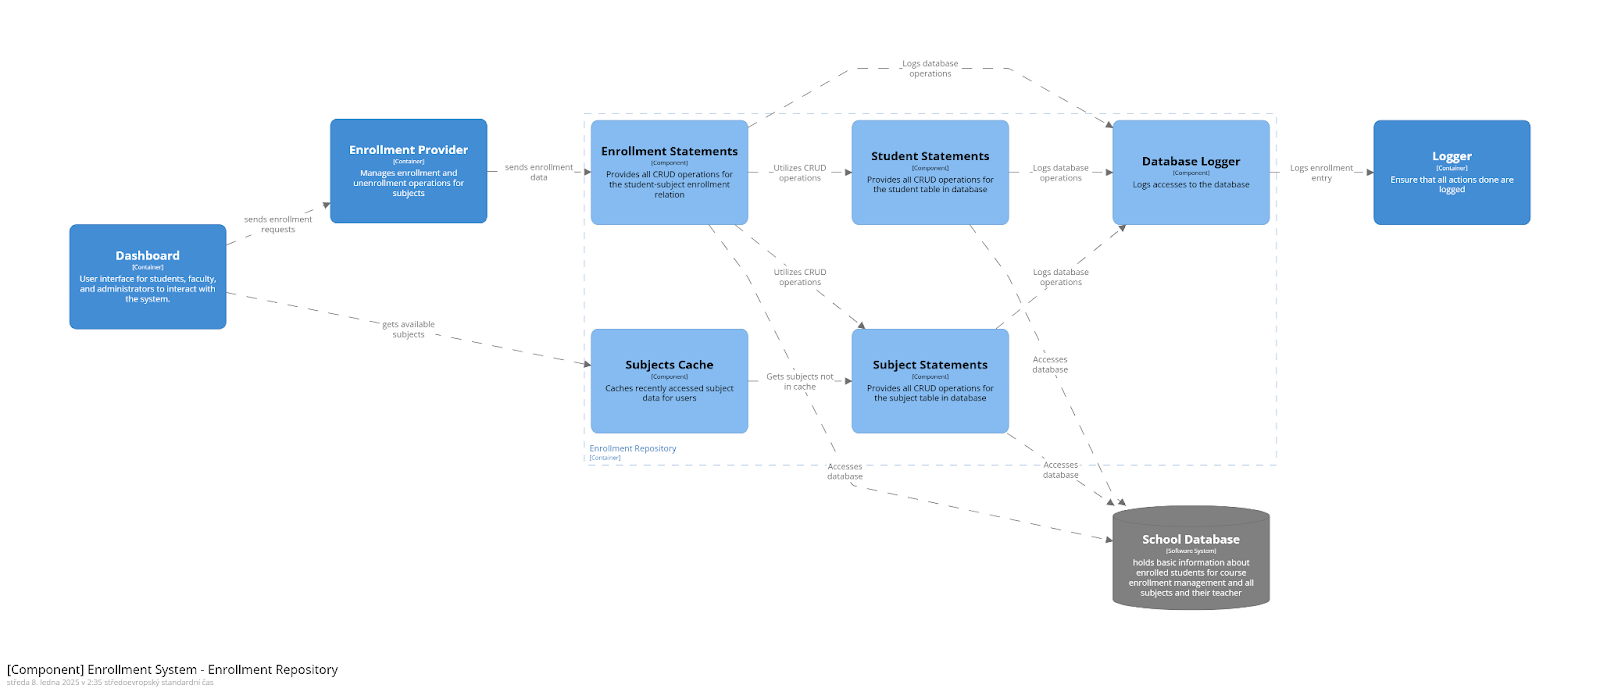 Logs database
operations
Enrollment Provider
[Container]
Manages enrollment and
unenrollment operations for
subjects
sends enrollment
data
Enrollment Statements
[Component]
Provides all CRUD operations for
the student-subject enrollment
relation
Utilizes CRUD
operations
Student Statements
[Component]
Provides all CRUD operations for
the student table in database
Logs database
operations
Database Logger
[Component]
Logs accesses to the database
Logs enrollment
entry
Logger
[Container]
Ensure that all actions done are
logged
sends enrollment
requests
Dashboard
[Container]
User interface for students, faculty,
and administrators to interact with
the system.
Utilizes CRUD
operations
Logs database
operations
gets available
subjects
Subjects Cache
[Component]
Caches recently accessed subject
data for users
Gets subjects not
in cache
Subject Statements
[Component]
Provides all CRUD operations for
the subject table in database
Accesses
database
Enrollment Repository
[Container]
Accesses
database
Accesses
database
School Database
[Software System]
holds basic information about
enrolled students for course
enrollment management and all
subjects and their teacher
[Component] Enrollment System - Enrollment Repository
středa 8. ledna 2025 v 2:35 středoevropský standardní čas